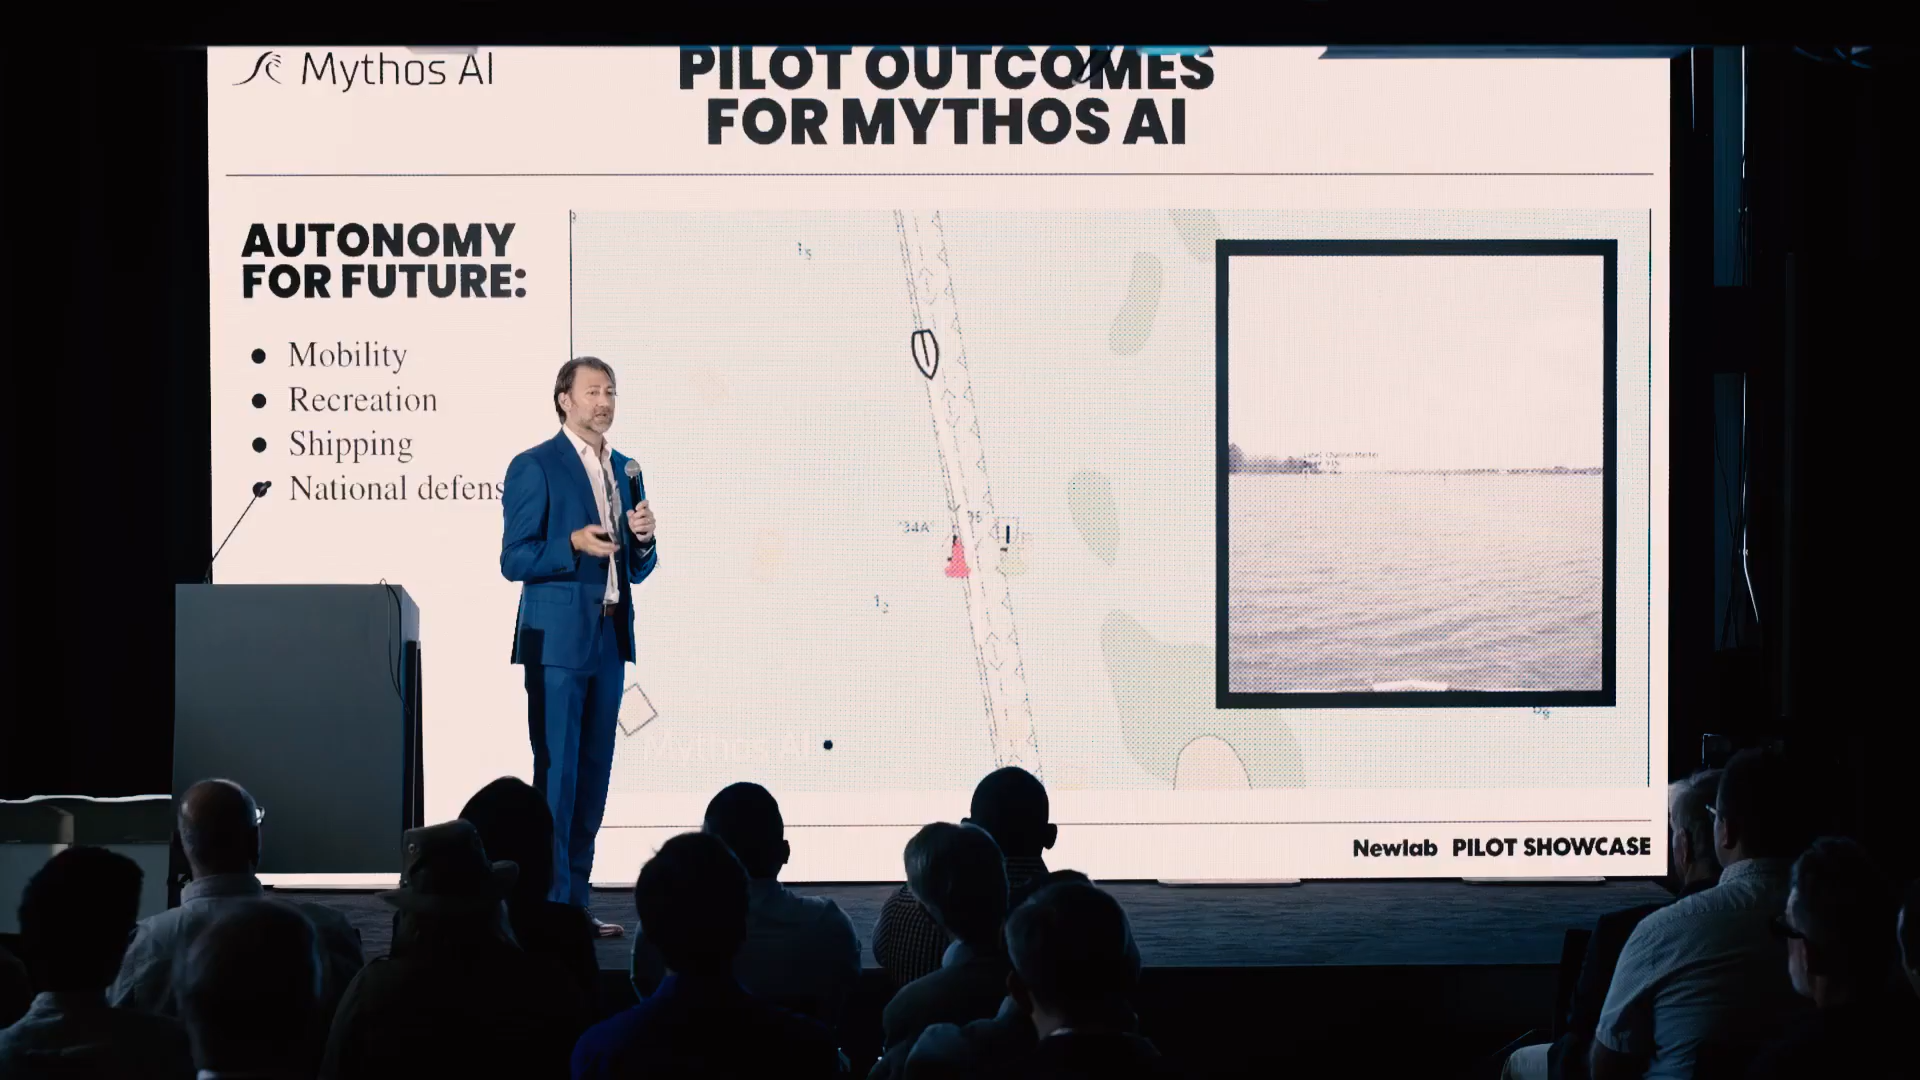 Mythos AI
PILOT OUTCOMES
FOR MYTHOS AI
AUTONOMY
FOR FUTURE:
Mobility
Recreation
Shipping
National defens
"34A"
Mythos AI
Newlab PILOT SHOWCASE